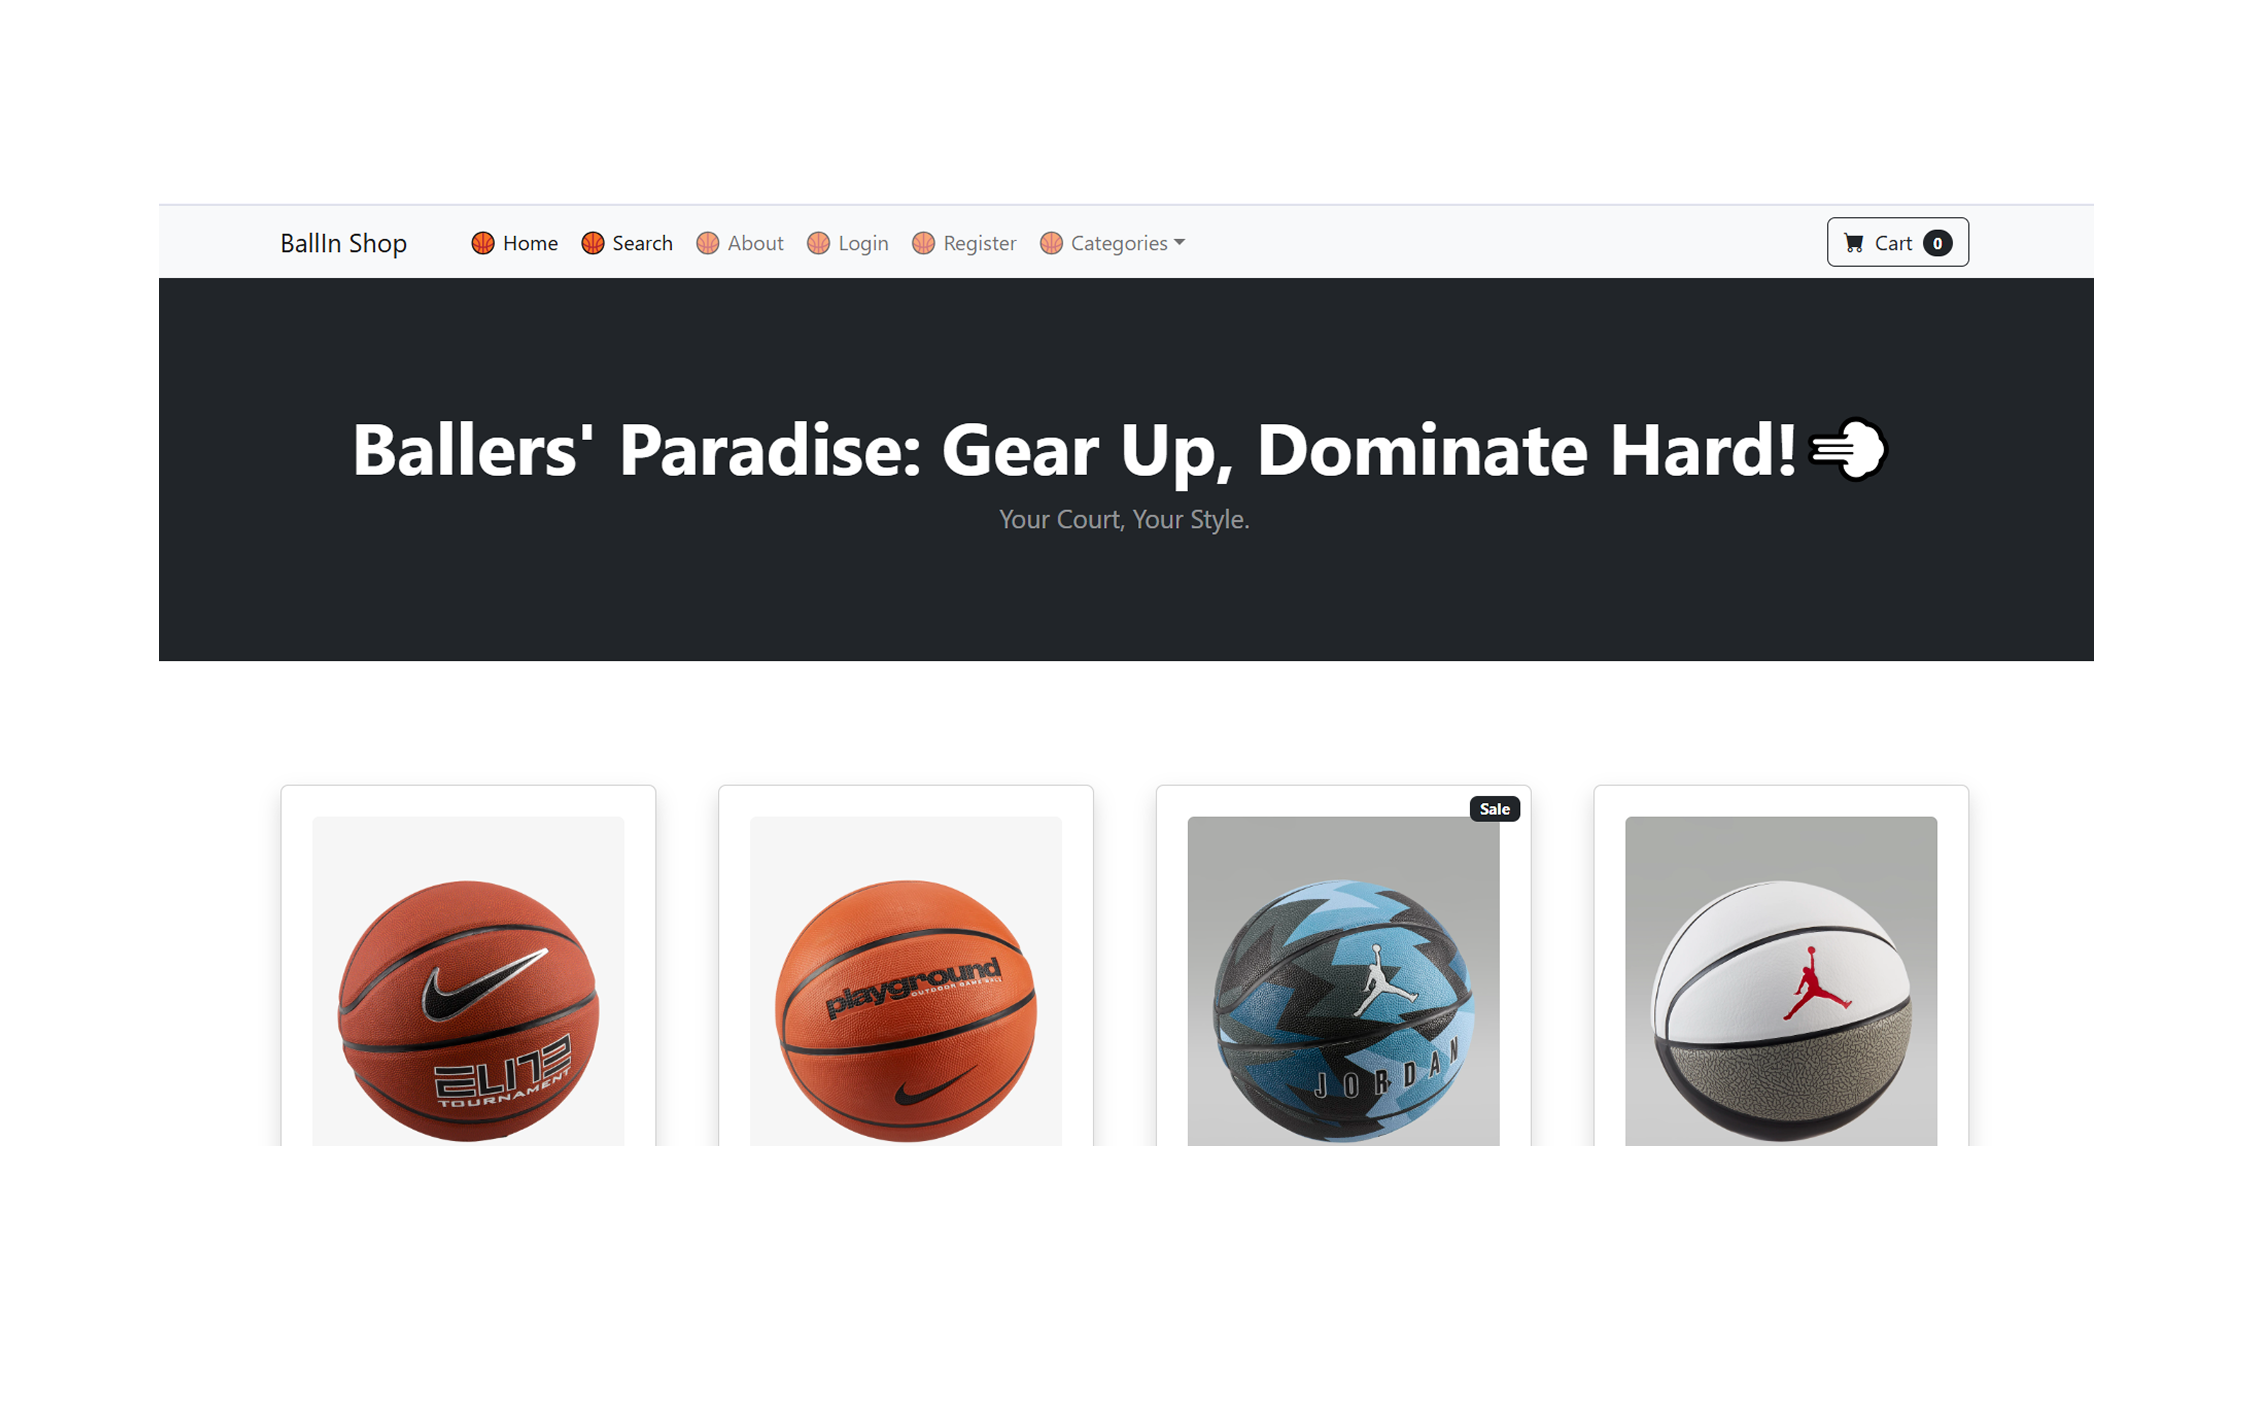 BallIn Shop
🏀 Home 🏀 Search 🏀 About 🏀 Login 🏀 Register 🏀 Categories
Cart 0
Ballers' Paradise: Gear Up, Dominate Hard!💨
Your Court, Your Style.
ELITE
TOURNAMENT
playground
OUTDOOR GAME BALL
Sale
JORDAN